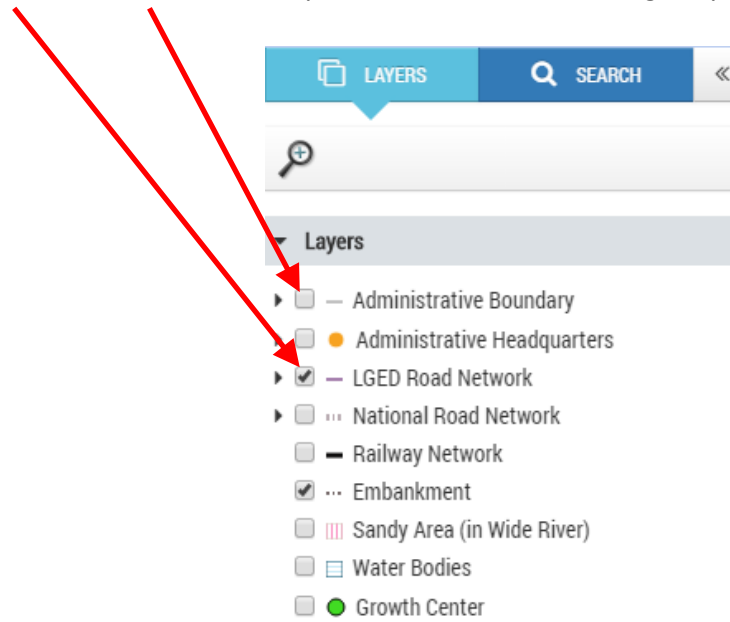 LAYERS SEARCH «
Layers
Administrative Boundary
Administrative Headquarters
LGED Road Network
National Road Network
Railway Network
Embankment
Sandy Area (in Wide River)
Water Bodies
Growth Center